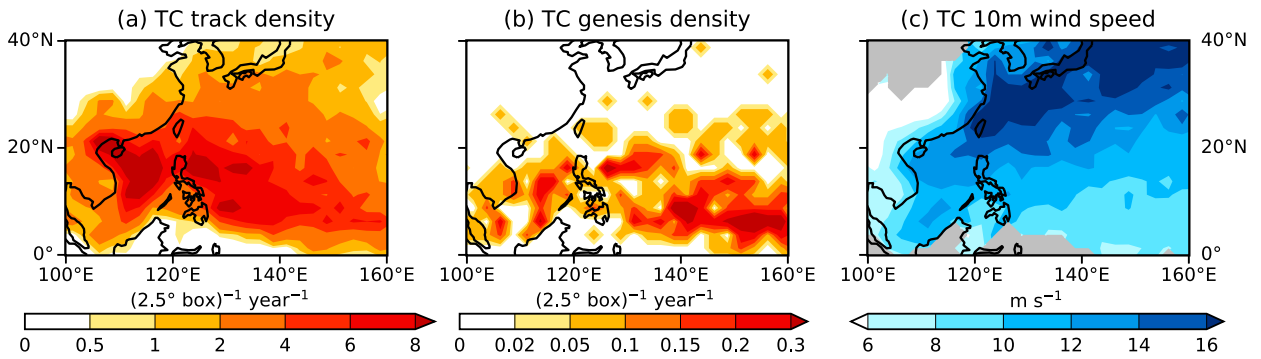 (a) TC track density (b) TC genesis density (c) TC 10m wind speed
40°N 40°N
20°N 20°N
0° 0°
100°E 120°E 140°E 160°E 100°E 120°E 140°E 160°E 100°E 120°E 140°E 160°E
(2.5° box)⁻¹ year⁻¹ (2.5° box)⁻¹ year⁻¹ m s⁻¹
0 0.5 1 2 4 6 8 0 0.02 0.05 0.1 0.15 0.2 0.3 6 8 10 12 14 16